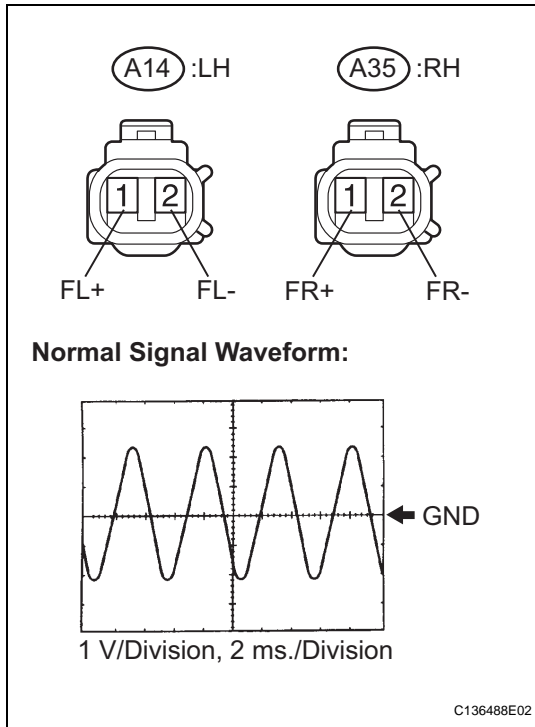 A14 :LH A35 :RH
1 2 1 2
FL+ FL- FR+ FR-
Normal Signal Waveform:
GND
1 V/Division, 2 ms./Division
C136488E02